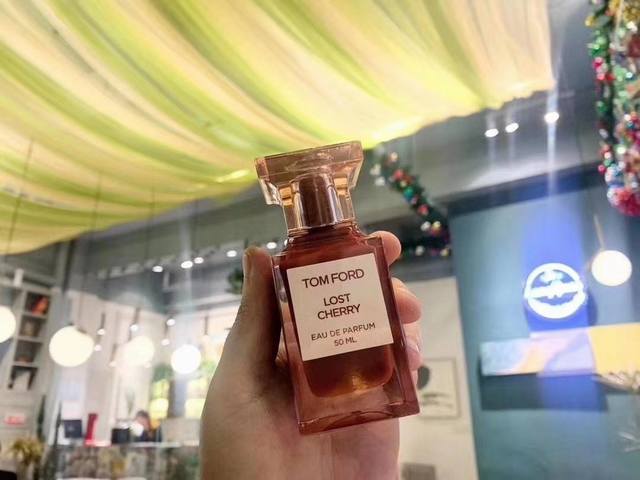 TOM FORD
LOST
CHERRY
EAU DE PARFUM
50 ML